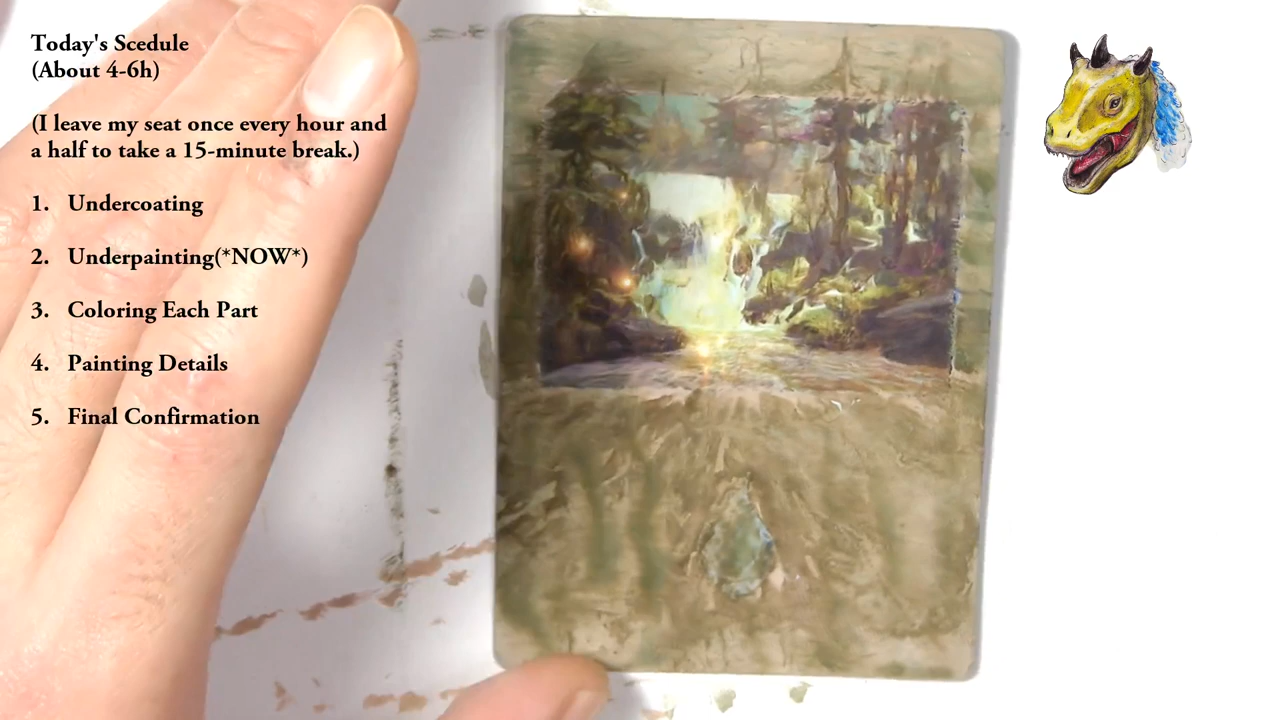 Today's Scedule
(About 4-6h)
(I leave my seat once every hour and
a half to take a 15-minute break.)
1. Undercoating
2. Underpainting(*NOW*)
3. Coloring Each Part
4. Painting Details
5. Final Confirmation